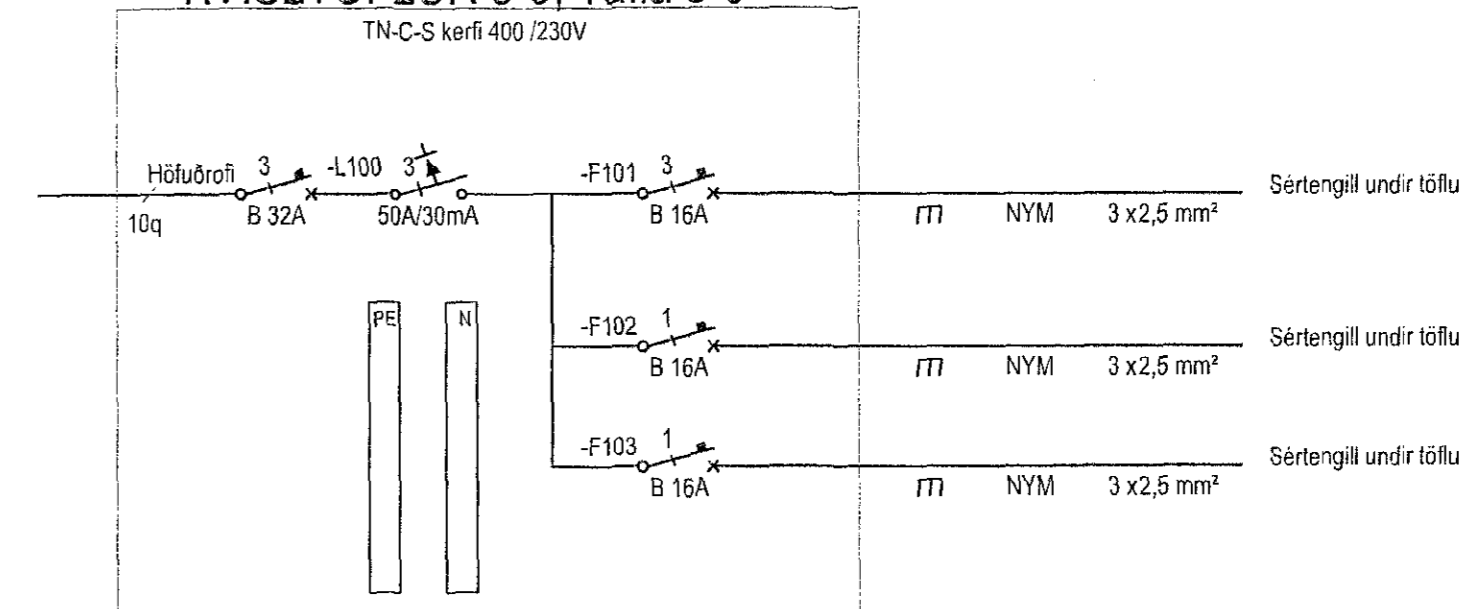 TN-C-S kerfi 400 /230V
Höfuðrofi 3 -L100 3 -F101 3 Sértengill undir töflu
10q B 32A 50A/30mA B 16A m NYM 3 x2,5 mm²
PE N -F102 1 Sértengill undir töflu
B 16A m NYM 3 x2,5 mm²
-F103 1 Sértengill undir töflu
B 16A m NYM 3 x2,5 mm²